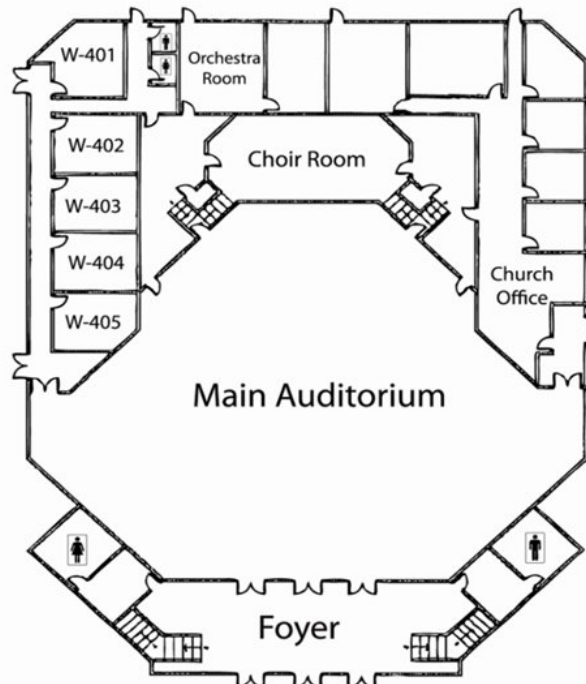 W-401
Orchestra
Room
W-402
Choir Room
W-403
W-404
Church
Office
W-405
Main Auditorium
Foyer